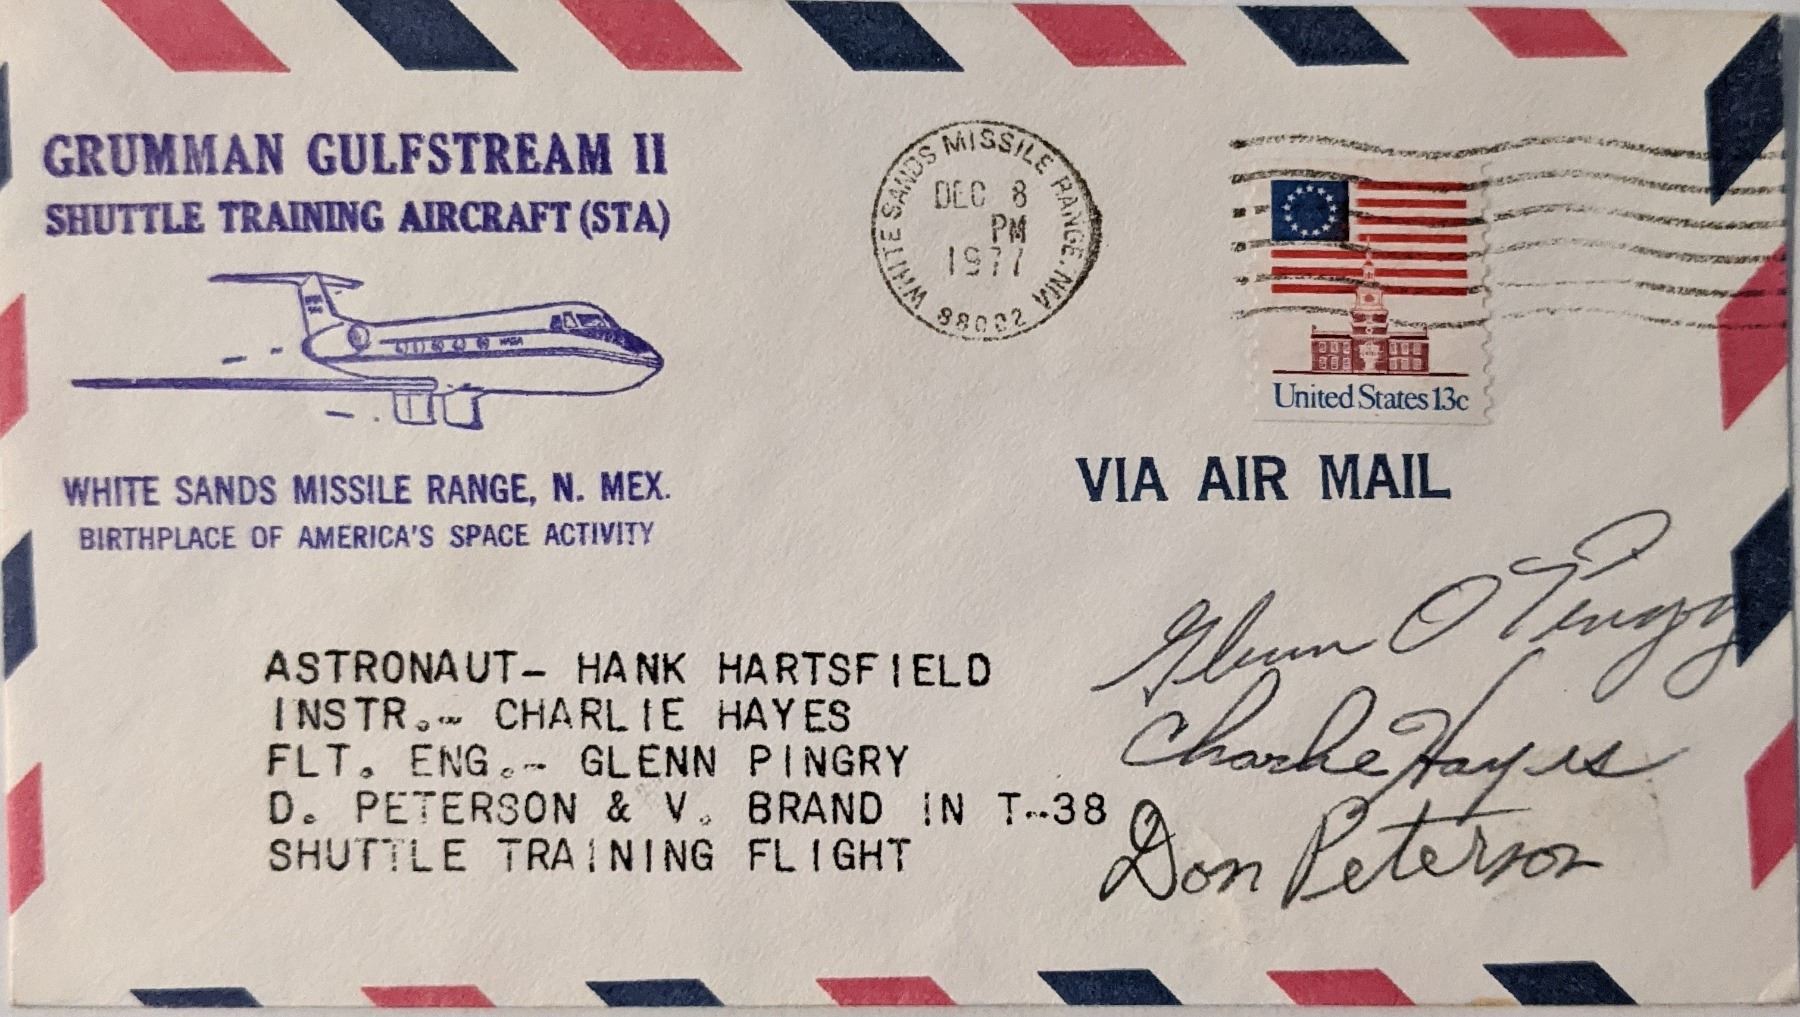 GRUMMAN GULFSTREAM II
SHUTTLE TRAINING AIRCRAFT (STA)
NASA
WHITE SANDS MISSILE RANGE, N. MEX.
BIRTHPLACE OF AMERICA'S SPACE ACTIVITY
WHITE SANDS MISSILE RANGE, NM
DEC 8
PM
1977
88002
United States 13c
VIA AIR MAIL
ASTRONAUT- HANK HARTSFIELD
INSTR.- CHARLIE HAYES
FLT. ENG.- GLENN PINGRY
D. PETERSON & V. BRAND IN T-38
SHUTTLE TRAINING FLIGHT
Glenn O Pingry
Charlie Hayes
Don Peterson